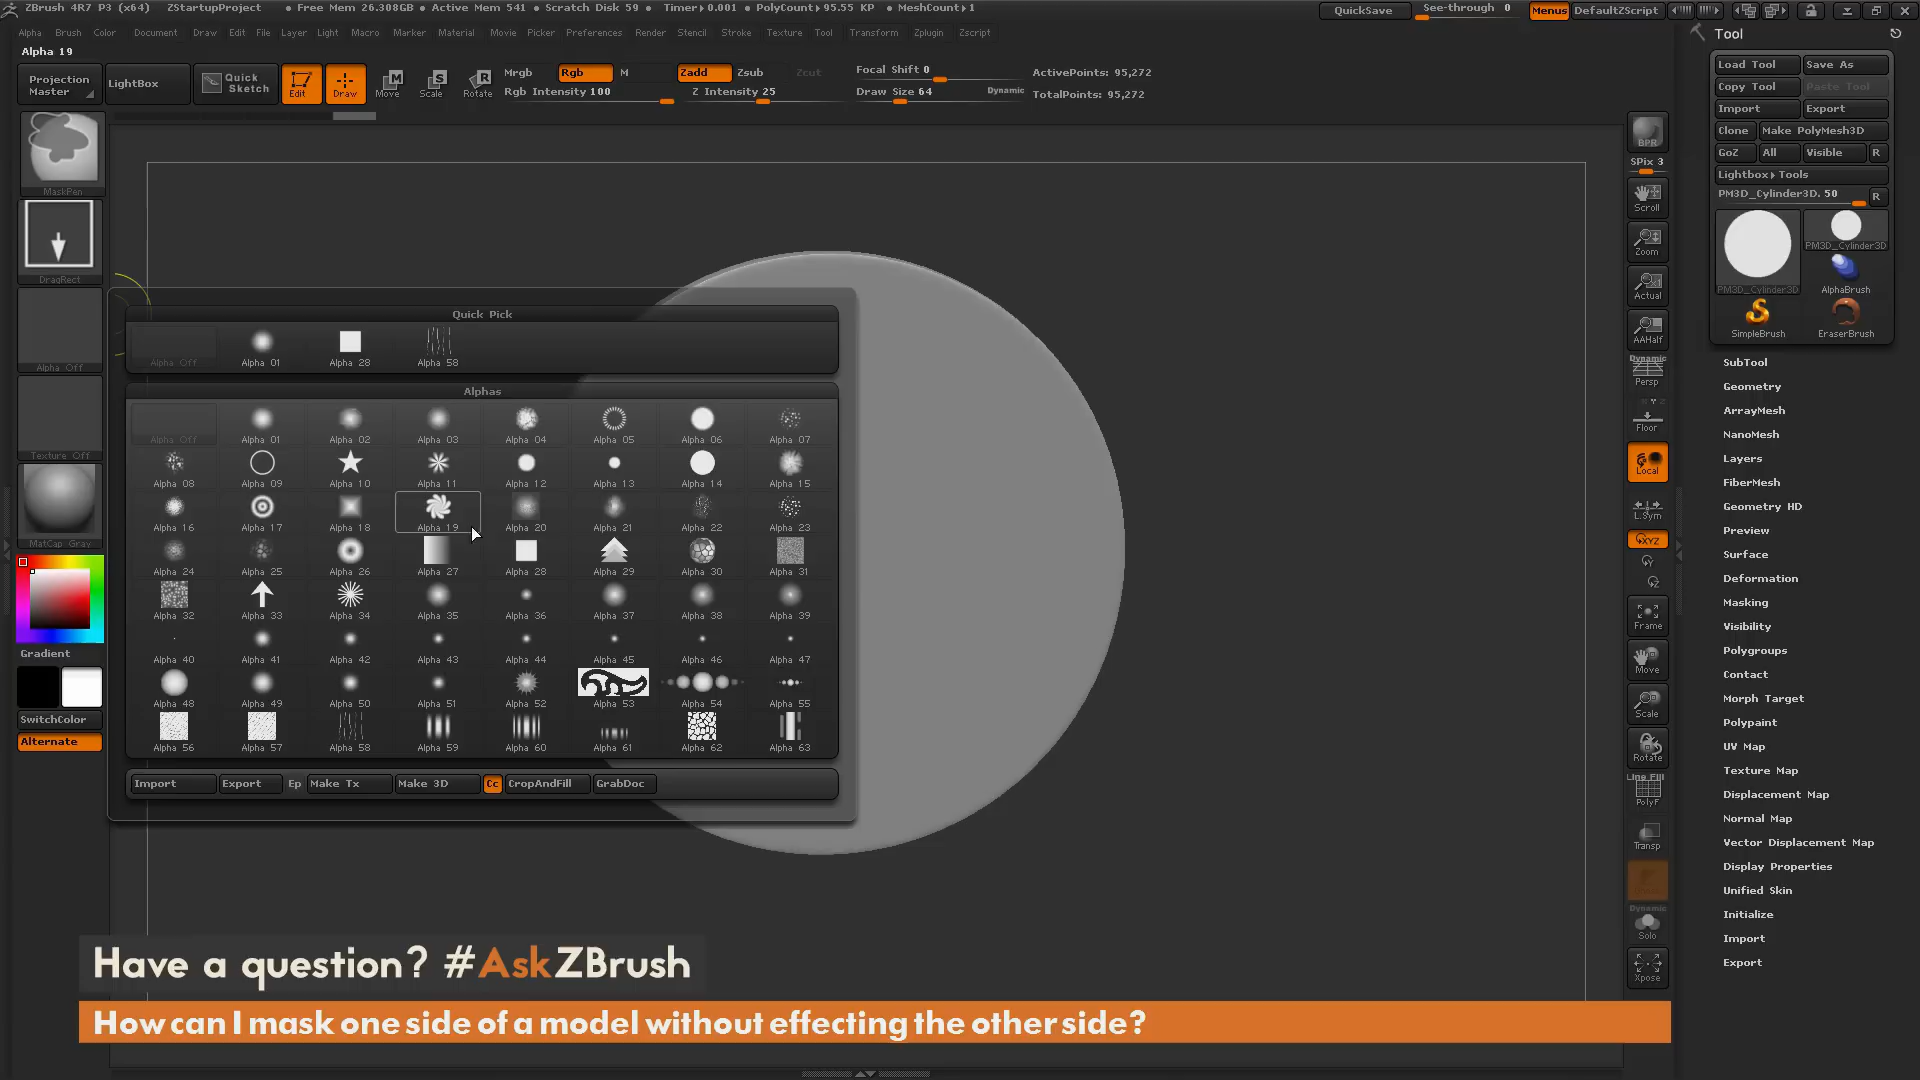 ZBrush 4R7 P3 (x64) ZStartupProject • Free Mem 26.308GB • Active Mem 541 • Scratch Disk 59 • Timer▸0.001 • PolyCount▸95.55 KP • MeshCount▸1 QuickSave See-through 0 Menus DefaultZScript
Alpha Brush Color Document Draw Edit File Layer Light Macro Marker Material Movie Picker Preferences Render Stencil Stroke Texture Tool Transform Zplugin Zscript
Alpha 19
Projection Master
LightBox
Quick Sketch
Edit
Draw
Move
Scale
Rotate
Mrgb Rgb M
Rgb Intensity 100
Zadd Zsub Zcut
Z Intensity 25
Focal Shift 0
Draw Size 64 Dynamic
ActivePoints: 95,272
TotalPoints: 95,272
MaskPen
DragRect
Alpha Off
Texture Off
MatCap Gray
Gradient
SwitchColor
Alternate
Quick Pick
Alpha Off Alpha 01 Alpha 28 Alpha 58
Alphas
Alpha Off Alpha 01 Alpha 02 Alpha 03 Alpha 04 Alpha 05 Alpha 06 Alpha 07
Alpha 08 Alpha 09 Alpha 10 Alpha 11 Alpha 12 Alpha 13 Alpha 14 Alpha 15
Alpha 16 Alpha 17 Alpha 18 Alpha 19 Alpha 20 Alpha 21 Alpha 22 Alpha 23
Alpha 24 Alpha 25 Alpha 26 Alpha 27 Alpha 28 Alpha 29 Alpha 30 Alpha 31
Alpha 32 Alpha 33 Alpha 34 Alpha 35 Alpha 36 Alpha 37 Alpha 38 Alpha 39
Alpha 40 Alpha 41 Alpha 42 Alpha 43 Alpha 44 Alpha 45 Alpha 46 Alpha 47
Alpha 48 Alpha 49 Alpha 50 Alpha 51 Alpha 52 Alpha 53 Alpha 54 Alpha 55
Alpha 56 Alpha 57 Alpha 58 Alpha 59 Alpha 60 Alpha 61 Alpha 62 Alpha 63
Import Export Ep Make Tx Make 3D Cc CropAndFill GrabDoc
BPR
SPix 3
Scroll
Zoom
Actual
AAHalf
Dynamic
Persp
Floor
Local
L.Sym
XYZ
Frame
Move
Scale
Rotate
Line Fill
PolyF
Transp
Dynamic
Solo
Xpose
Tool
Load Tool Save As
Copy Tool Paste Tool
Import Export
Clone Make PolyMesh3D
GoZ All Visible R
Lightbox▸Tools
PM3D_Cylinder3D. 50 R
PM3D_Cylinder3D
PM3D_Cylinder3D
AlphaBrush
SimpleBrush
EraserBrush
SubTool
Geometry
ArrayMesh
NanoMesh
Layers
FiberMesh
Geometry HD
Preview
Surface
Deformation
Masking
Visibility
Polygroups
Contact
Morph Target
Polypaint
UV Map
Texture Map
Displacement Map
Normal Map
Vector Displacement Map
Display Properties
Unified Skin
Initialize
Import
Export
Have a question? #AskZBrush
How can I mask one side of a model without effecting the other side?